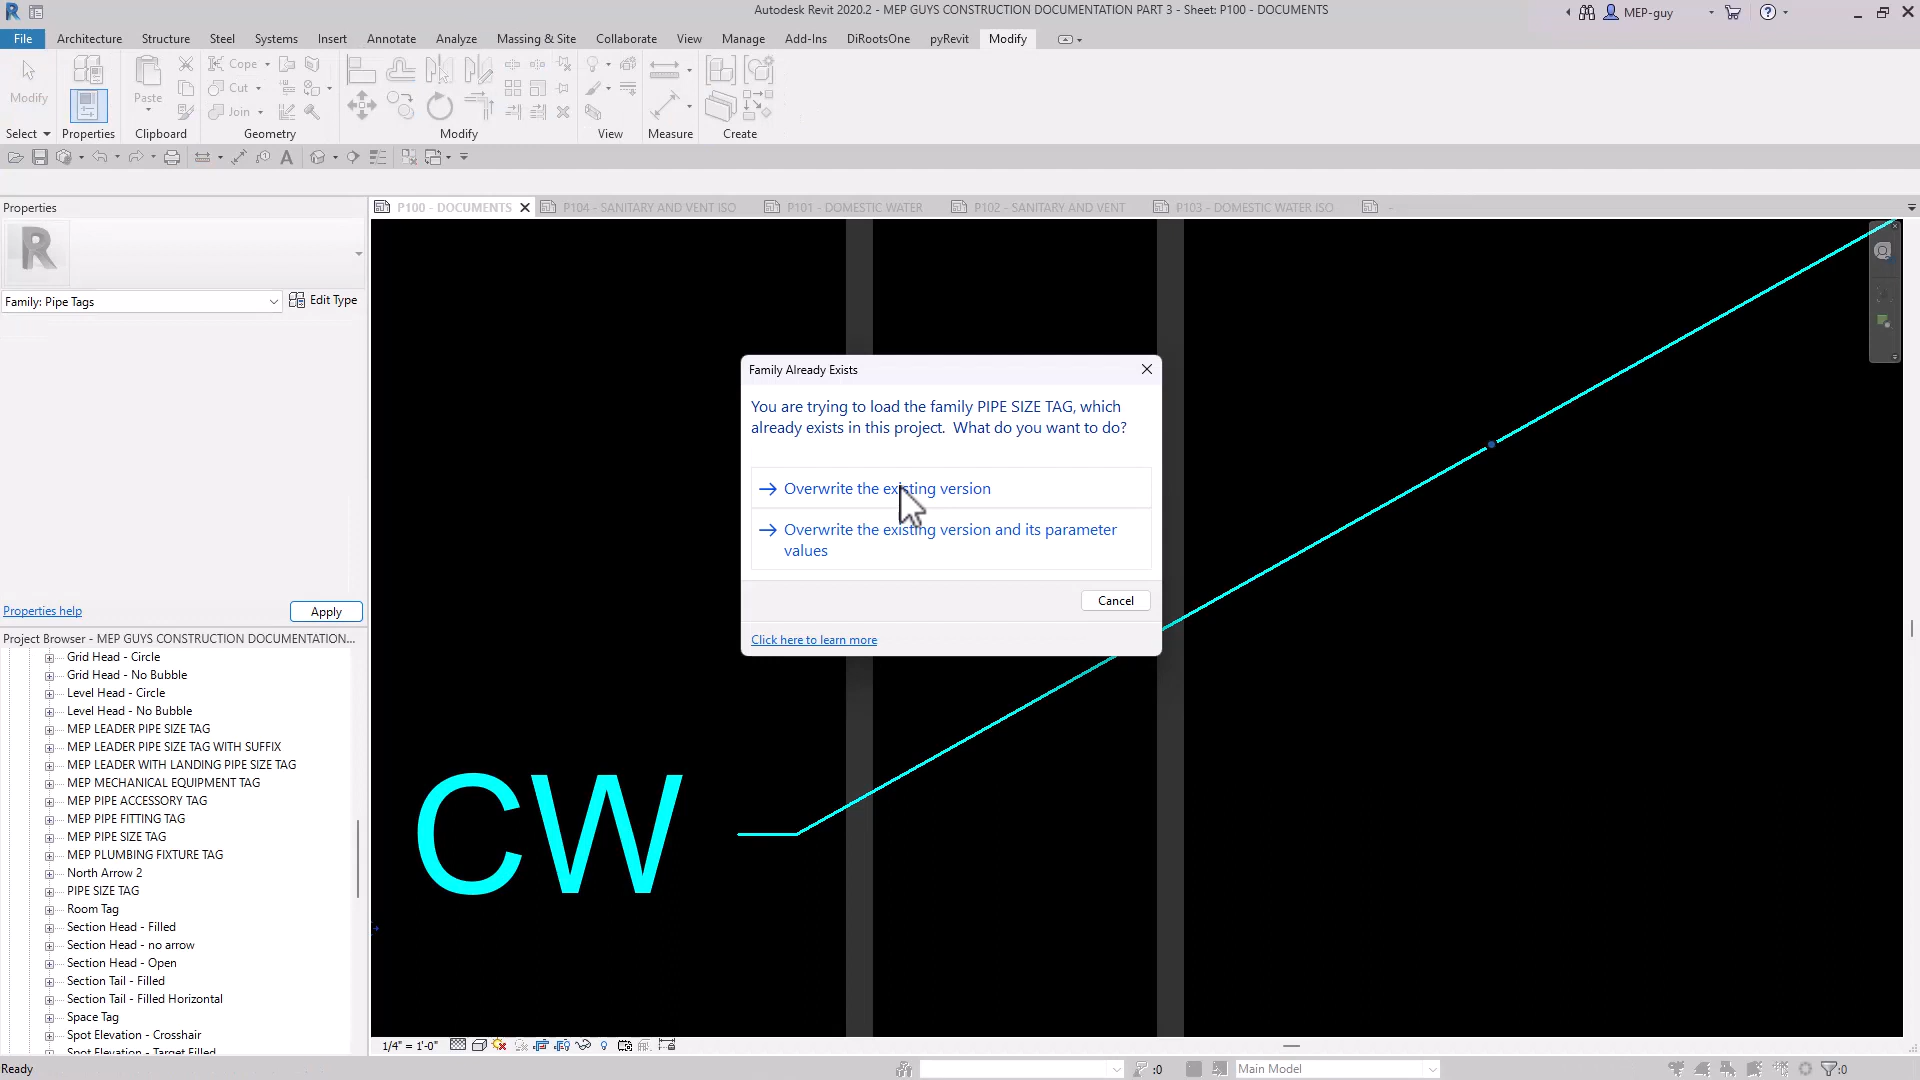 Autodesk Revit 2020.2 - MEP GUYS CONSTRUCTION DOCUMENTATION PART 3 - Sheet: P100 - DOCUMENTS
MEP-guy
File Architecture Structure Steel Systems Insert Annotate Analyze Massing & Site Collaborate View Manage Add-Ins DiRootsOne pyRevit Modify
Modify
Paste
Cope
Cut
Join
Select Properties Clipboard Geometry Modify View Measure Create
Properties
P100 - DOCUMENTS P104 - SANITARY AND VENT ISO P101 - DOMESTIC WATER P102 - SANITARY AND VENT P103 - DOMESTIC WATER ISO -
Family: Pipe Tags
Edit Type
Properties help
Apply
Project Browser - MEP GUYS CONSTRUCTION DOCUMENTATION...
Grid Head - Circle
Grid Head - No Bubble
Level Head - Circle
Level Head - No Bubble
MEP LEADER PIPE SIZE TAG
MEP LEADER PIPE SIZE TAG WITH SUFFIX
MEP LEADER WITH LANDING PIPE SIZE TAG
MEP MECHANICAL EQUIPMENT TAG
MEP PIPE ACCESSORY TAG
MEP PIPE FITTING TAG
MEP PIPE SIZE TAG
MEP PLUMBING FIXTURE TAG
North Arrow 2
PIPE SIZE TAG
Room Tag
Section Head - Filled
Section Head - no arrow
Section Head - Open
Section Tail - Filled
Section Tail - Filled Horizontal
Space Tag
Spot Elevation - Crosshair
Spot Elevation - Target Filled
Family Already Exists
You are trying to load the family PIPE SIZE TAG, which
already exists in this project. What do you want to do?
Overwrite the existing version
Overwrite the existing version and its parameter
values
Cancel
Click here to learn more
CW
1/4" = 1'-0"
Ready
:0
Main Model
:0